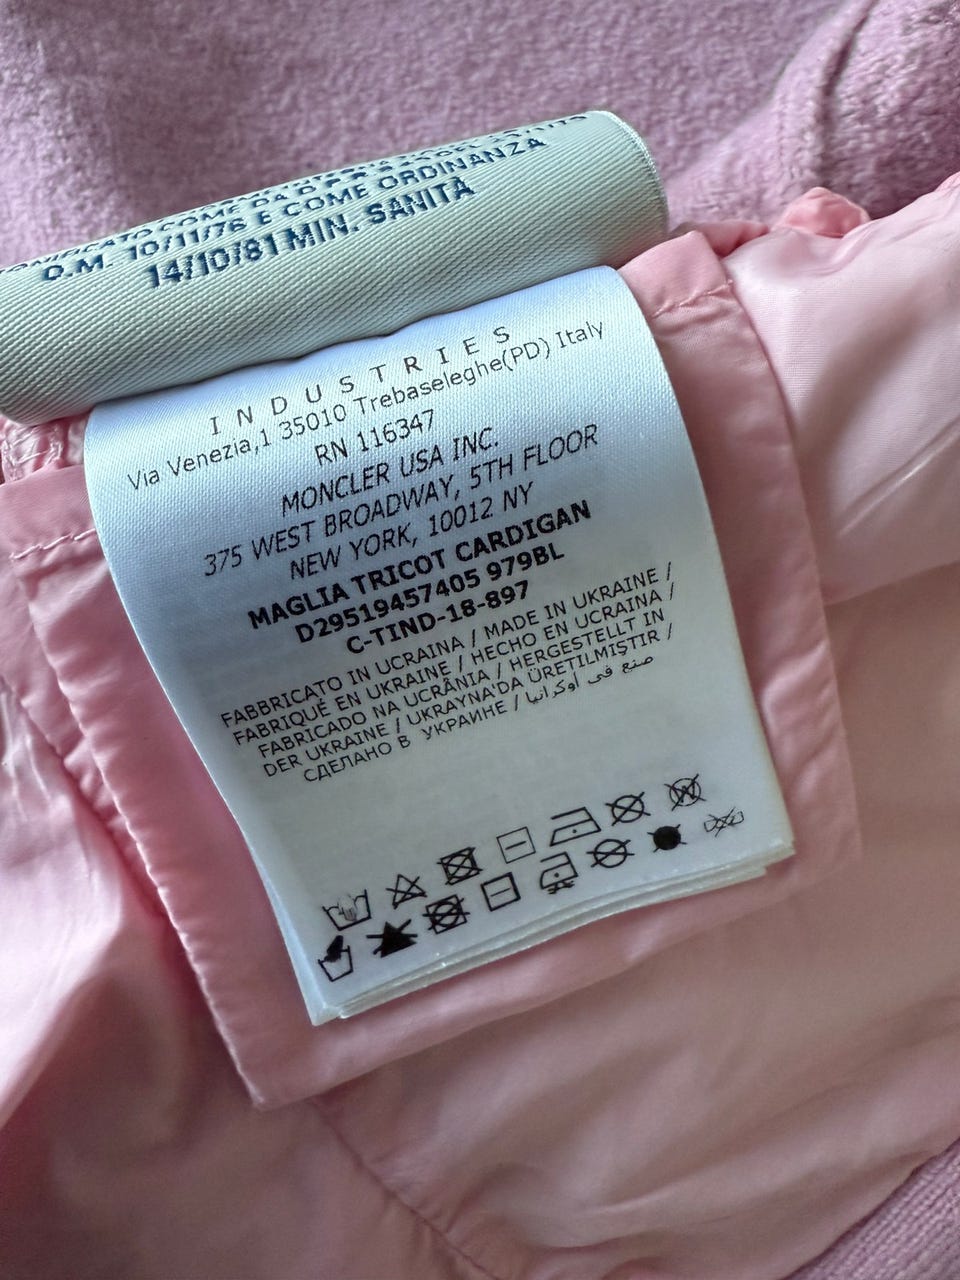 COME DA D.P.R.
D.M. 10/11/76 E COME ORDINANZA
14/10/81 MIN. SANITÀ
INDUSTRIES
Via Venezia,1 35010 Trebaseleghe(PD) Italy
RN 116347
MONCLER USA INC.
375 WEST BROADWAY, 5TH FLOOR
NEW YORK, 10012 NY
MAGLIA TRICOT CARDIGAN
D29519457405 979BL
C-TIND-18-897
FABBRICATO IN UCRAINA / MADE IN UKRAINE /
FABRIQUÉ EN UKRAINE / HECHO EN UCRAINA /
FABRICADO NA UCRÂNIA / HERGESTELLT IN
DER UKRAINE / UKRAYNA'DA ÜRETILMIŞTIR /
СДЕЛАНО В УКРАИНЕ / صنع في أوكرانيا